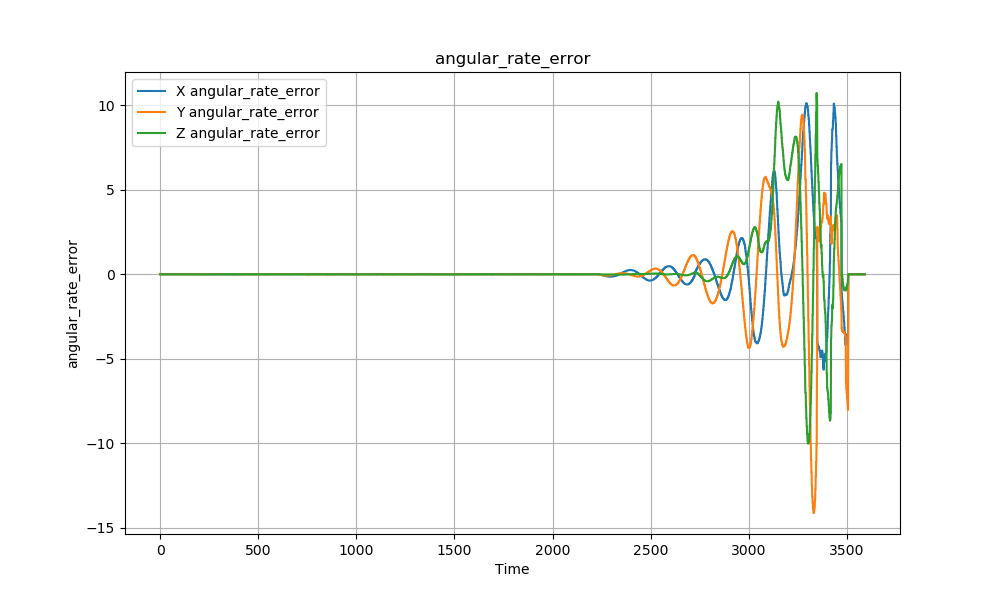 angular_rate_error
X angular_rate_error
Y angular_rate_error
Z angular_rate_error
angular_rate_error
10
5
0
−5
−10
−15
0 500 1000 1500 2000 2500 3000 3500
Time